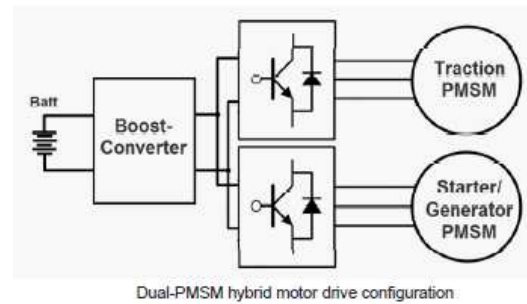 Batt
Boost-
Converter
Traction
PMSM
Starter/
Generator
PMSM
Dual-PMSM hybrid motor drive configuration